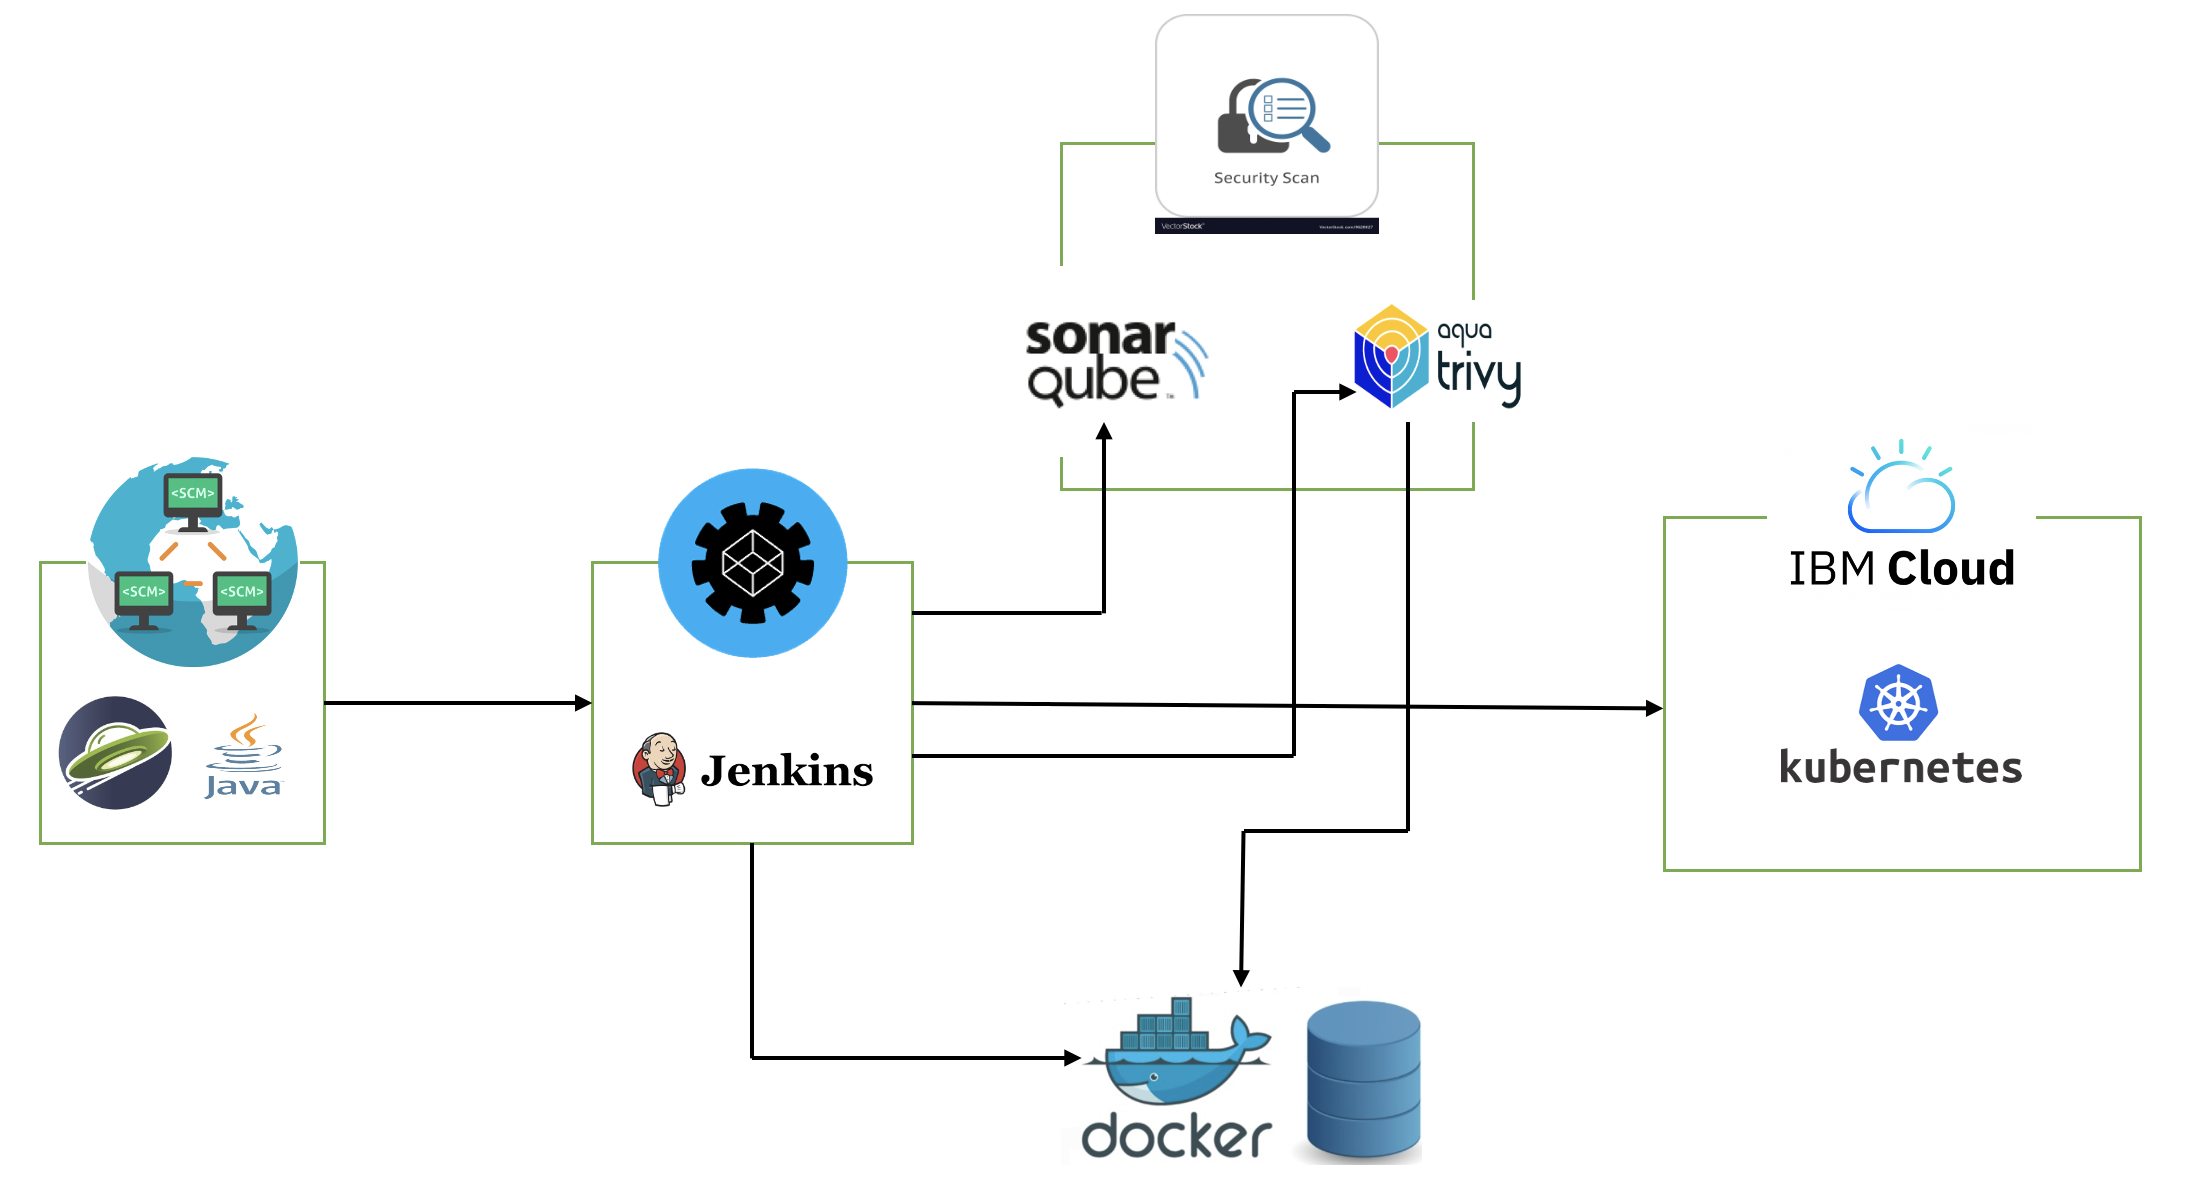 Security Scan
VectorStock
sonar
qube
aqua
trivy
<SCM>
<SCM>
<SCM>
IBM Cloud
Java
Jenkins
kubernetes
docker